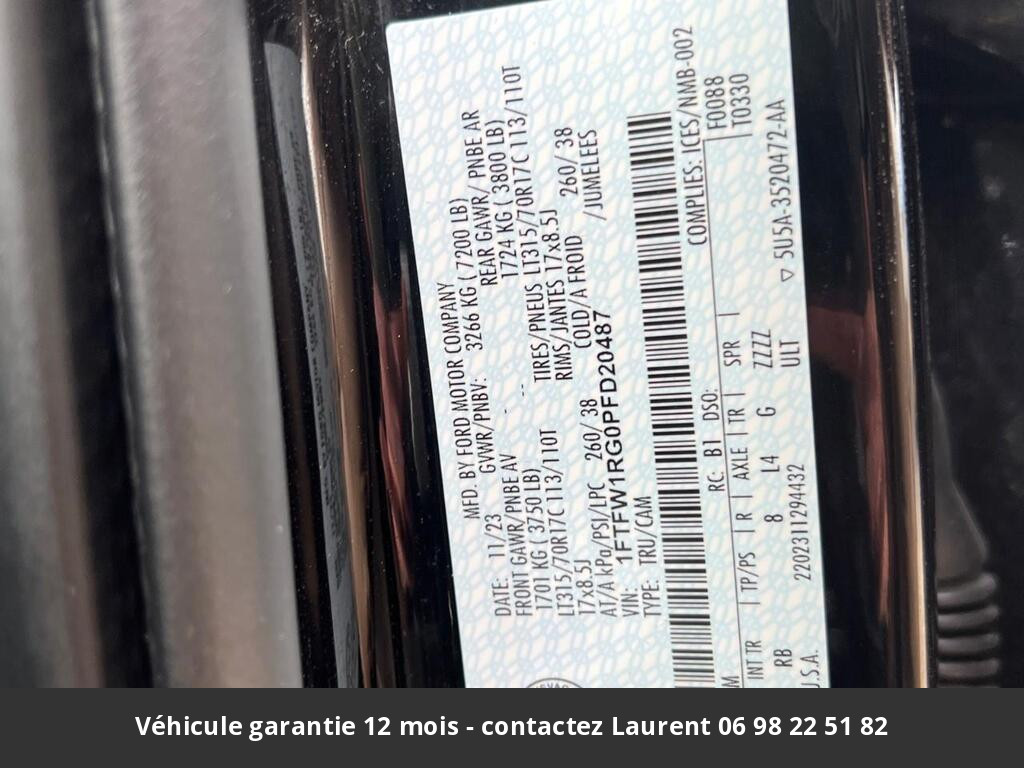 MFD. BY FORD MOTOR COMPANY
DATE: 11/23 GVWR/PNBV: 3266 KG ( 7200 LB)
FRONT GAWR/PNBE AV - REAR GAWR/ PNBE AR
1701 KG ( 3750 LB) -- 1724 KG ( 3800 LB)
LT315/70R17C 113/110T TIRES/PNEUS LT315/70R17C 113/110T
17x8.5J RIMS/JANTES 17x8.5J
AT/A kPa/PSI/LPC 260/ 38 COLD/A FROID 260/ 38
VIN: 1FTFW1RG0PFD20487 /JUMELEES
TYPE: TRU/CAM
COMPLIES: ICES/NMB-002
RC: B1 DSO: F0088
T0330
INT TR | TP/PS | R | AXLE | TR | SPR |
RB 8 L4 G ZZZZ
ULT
U.S.A. 2202311294432 ▽ 5U5A-3520472-AA
Véhicule garantie 12 mois - contactez Laurent 06 98 22 51 82